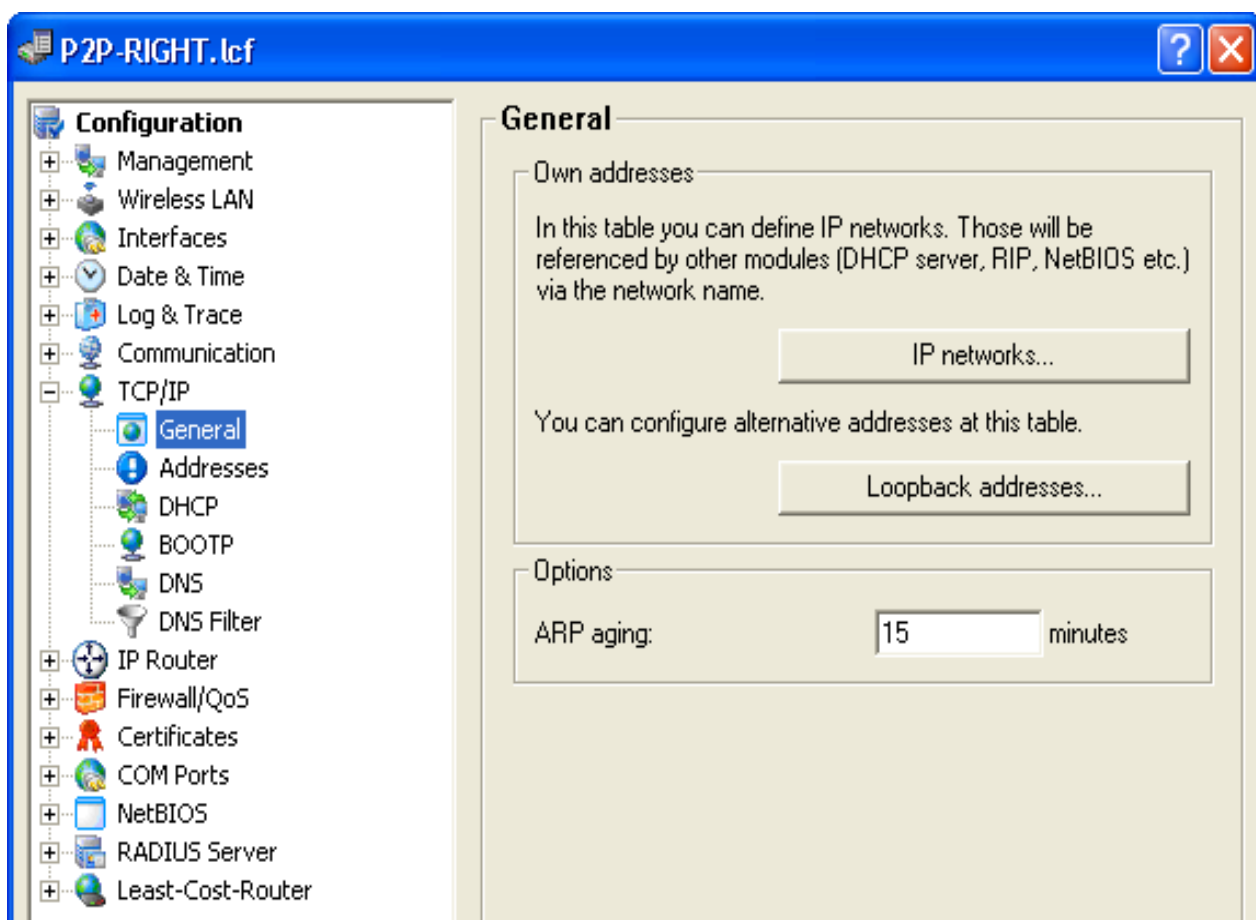 P2P-RIGHT.lcf
Configuration
Management
Wireless LAN
Interfaces
Date & Time
Log & Trace
Communication
TCP/IP
General
Addresses
DHCP
BOOTP
DNS
DNS Filter
IP Router
Firewall/QoS
Certificates
COM Ports
NetBIOS
RADIUS Server
Least-Cost-Router
General
Own addresses
In this table you can define IP networks. Those will be
referenced by other modules (DHCP server, RIP, NetBIOS etc.)
via the network name.
IP networks...
You can configure alternative addresses at this table.
Loopback addresses...
Options
ARP aging: 15 minutes